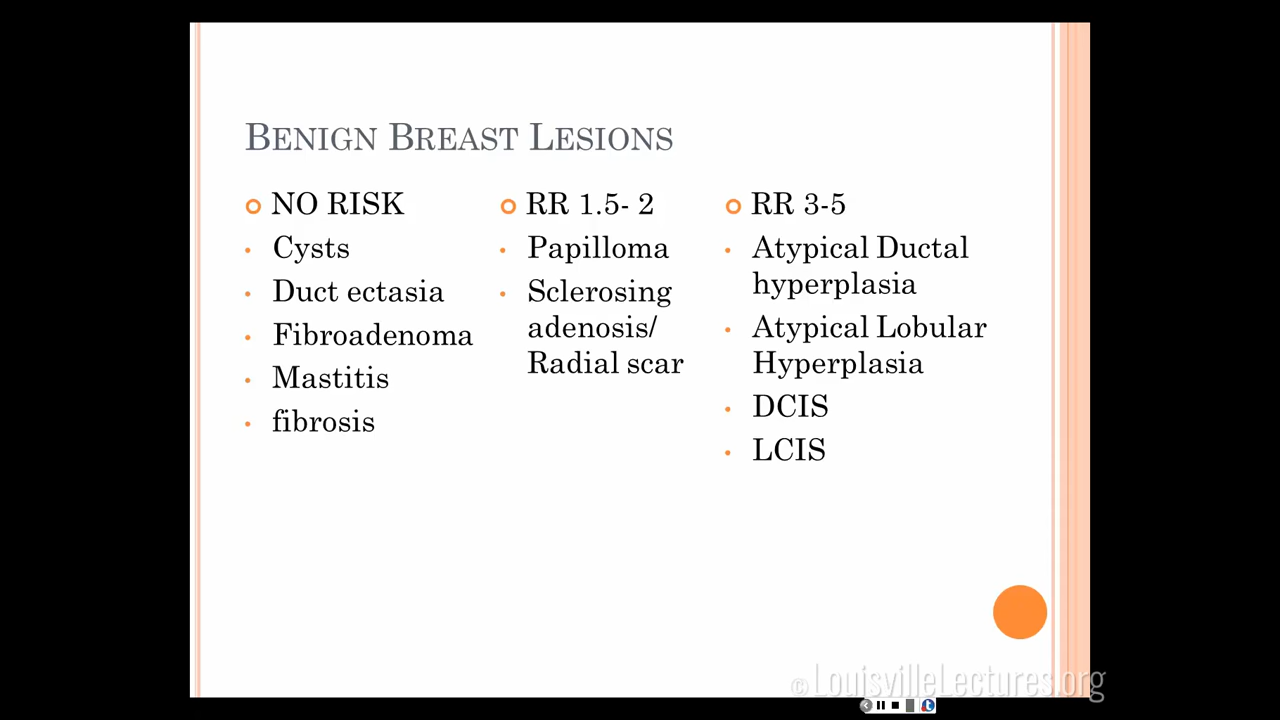 BENIGN BREAST LESIONS
NO RISK
Cysts
Duct ectasia
Fibroadenoma
Mastitis
fibrosis
RR 1.5- 2
Papilloma
Sclerosing
adenosis/
Radial scar
RR 3-5
Atypical Ductal
hyperplasia
Atypical Lobular
Hyperplasia
DCIS
LCIS
© LouisvilleLectures.org